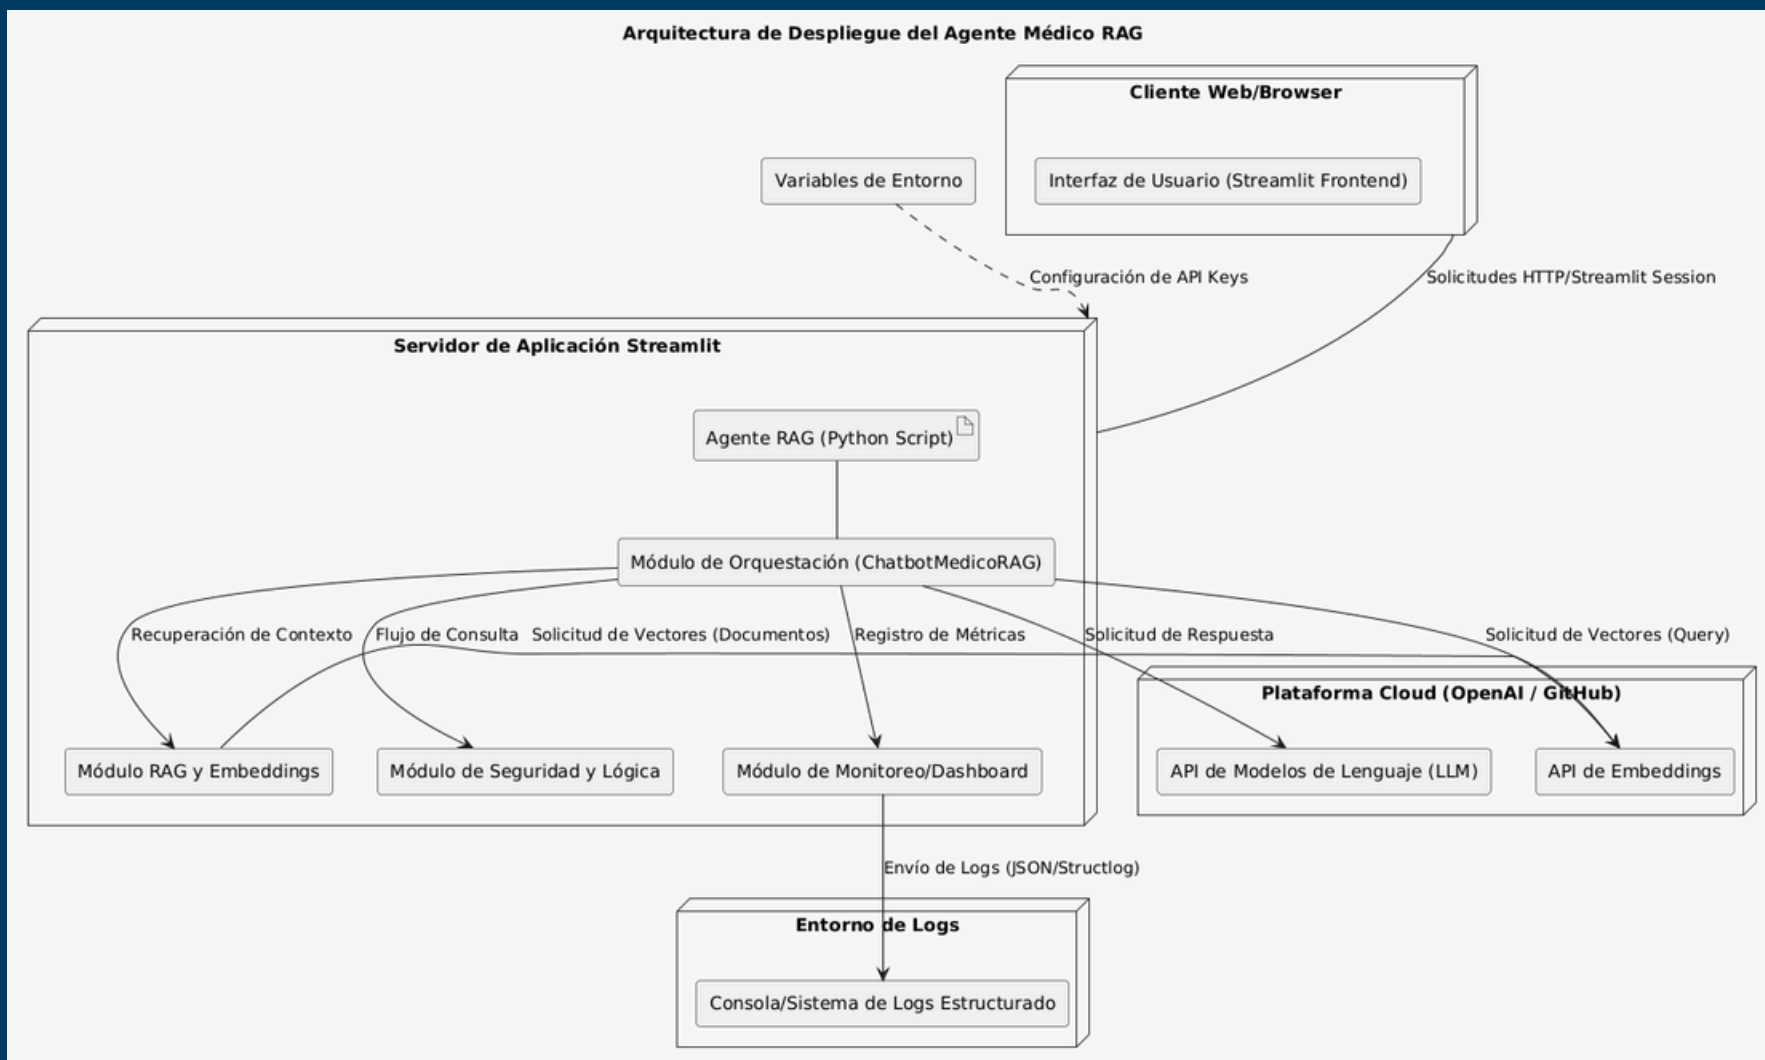 Arquitectura de Despliegue del Agente Médico RAG
Cliente Web/Browser
Variables de Entorno
Interfaz de Usuario (Streamlit Frontend)
Configuración de API Keys
Solicitudes HTTP/Streamlit Session
Servidor de Aplicación Streamlit
Agente RAG (Python Script)
Módulo de Orquestación (ChatbotMedicoRAG)
Recuperación de Contexto
Flujo de Consulta
Solicitud de Vectores (Documentos)
Registro de Métricas
Solicitud de Respuesta
Solicitud de Vectores (Query)
Plataforma Cloud (OpenAI / GitHub)
Módulo RAG y Embeddings
Módulo de Seguridad y Lógica
Módulo de Monitoreo/Dashboard
API de Modelos de Lenguaje (LLM)
API de Embeddings
Envío de Logs (JSON/Structlog)
Entorno de Logs
Consola/Sistema de Logs Estructurado